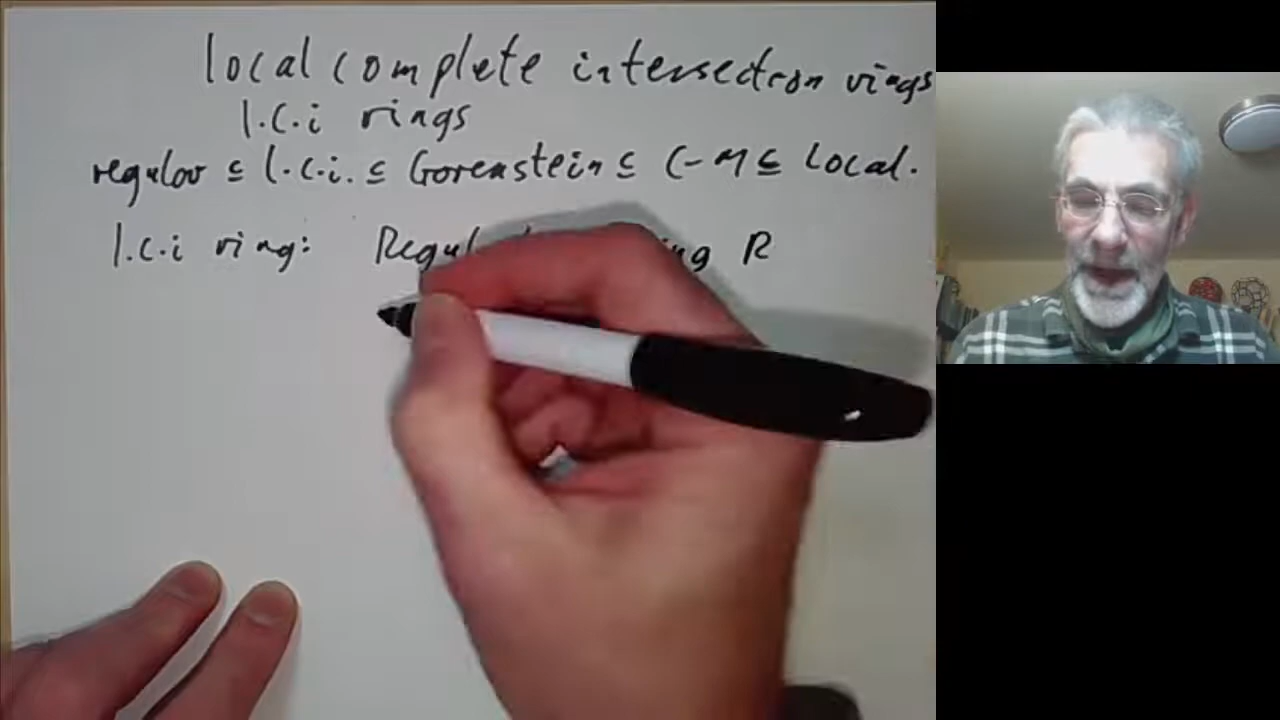 local complete intersection rings
l.c.i rings
regular ⊆ l.c.i. ⊆ Gorenstein ⊆ C-M ⊆ Local.
l.c.i ring: R